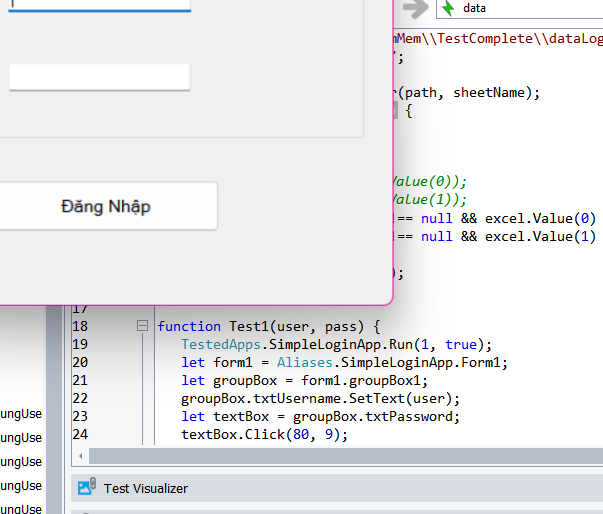 data
Mem\\TestComplete\\dataLog
";
r(path, sheetName);
{
Value(0));
Value(1));
!== null && excel.Value(0)
!== null && excel.Value(1)
);
Đăng Nhập
17
18 function Test1(user, pass) {
19 TestedApps.SimpleLoginApp.Run(1, true);
20 let form1 = Aliases.SimpleLoginApp.Form1;
21 let groupBox = form1.groupBox1;
22 groupBox.txtUsername.SetText(user);
23 let textBox = groupBox.txtPassword;
24 textBox.Click(80, 9);
ungUse
ungUse
ungUse
ungUse
ungUse
Test Visualizer